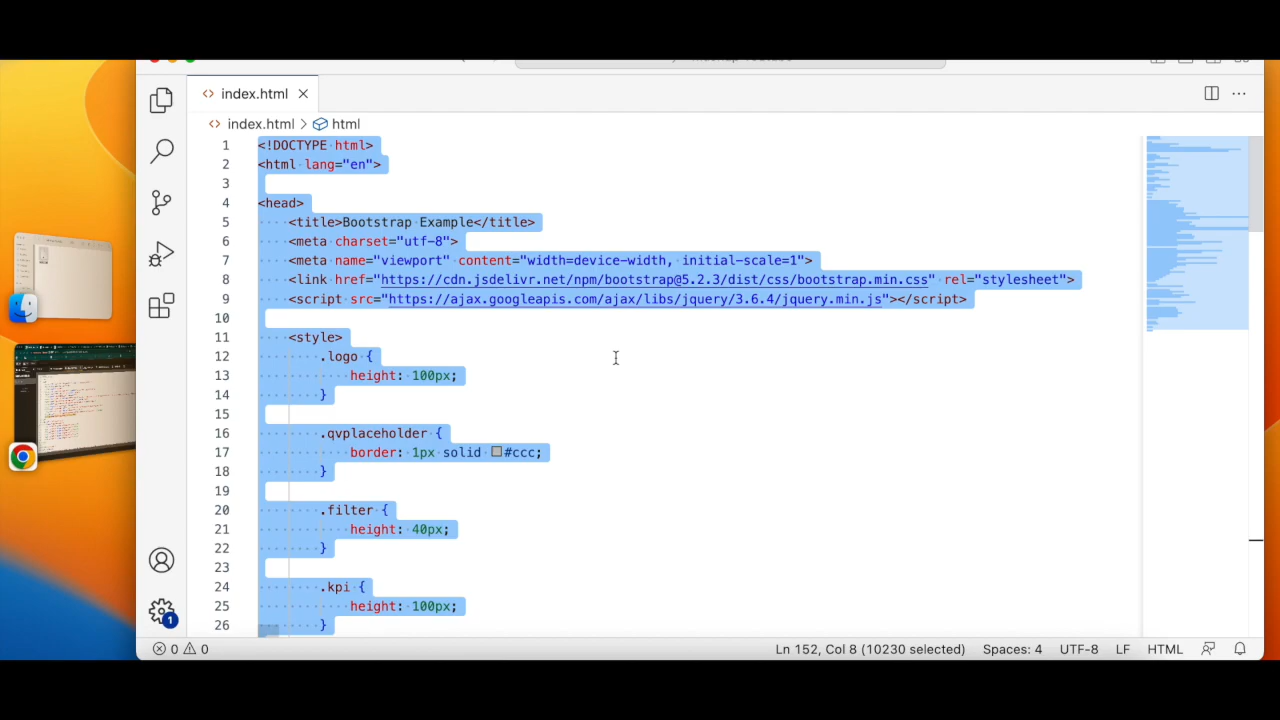 index.html
index.html > html
1 <!DOCTYPE html>
2 <html lang="en">
3
4 <head>
5 <title>Bootstrap Example</title>
6 <meta charset="utf-8">
7 <meta name="viewport" content="width=device-width, initial-scale=1">
8 <link href="https://cdn.jsdelivr.net/npm/bootstrap@5.2.3/dist/css/bootstrap.min.css" rel="stylesheet">
9 <script src="https://ajax.googleapis.com/ajax/libs/jquery/3.6.4/jquery.min.js"></script>
10
11 <style>
12 .logo {
13 height: 100px;
14 }
15
16 .qvplaceholder {
17 border: 1px solid #ccc;
18 }
19
20 .filter {
21 height: 40px;
22 }
23
24 .kpi {
25 height: 100px;
26 }
1
0 0 Ln 152, Col 8 (10230 selected) Spaces: 4 UTF-8 LF HTML